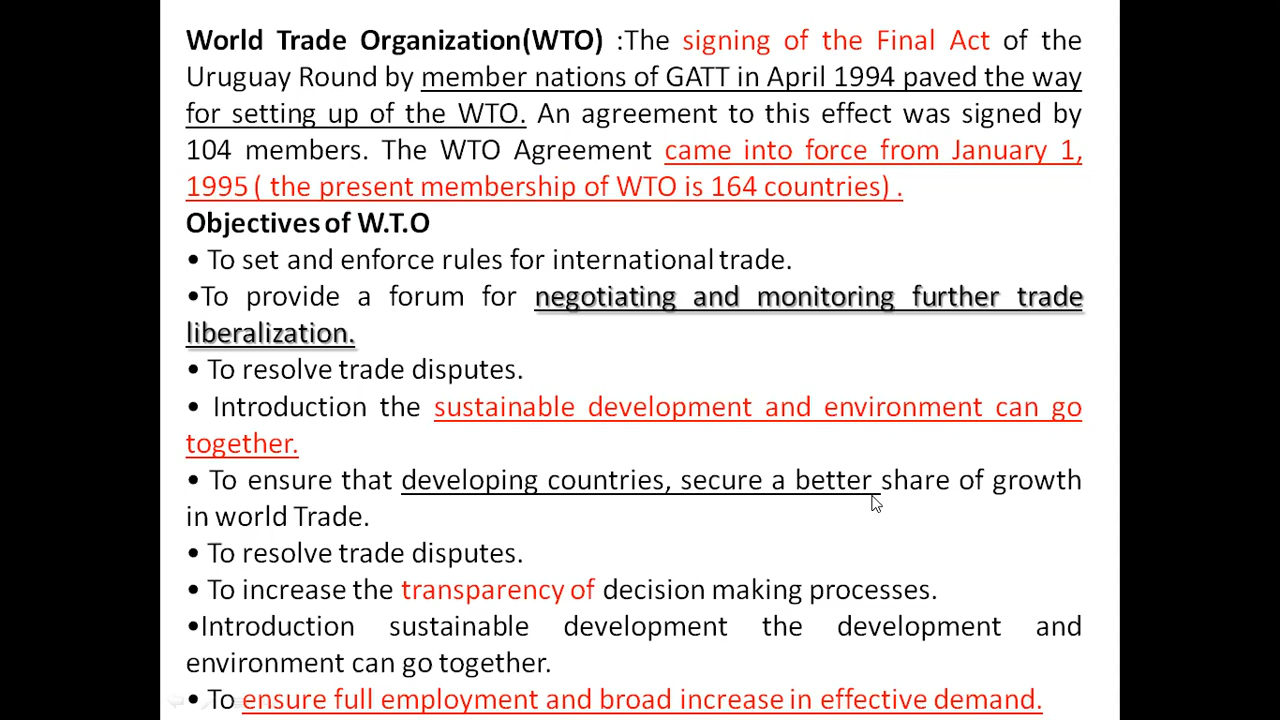 World Trade Organization(WTO) :The signing of the Final Act of the
Uruguay Round by member nations of GATT in April 1994 paved the way
for setting up of the WTO. An agreement to this effect was signed by
104 members. The WTO Agreement came into force from January 1,
1995 ( the present membership of WTO is 164 countries) .
Objectives of W.T.O
• To set and enforce rules for international trade.
•To provide a forum for negotiating and monitoring further trade
liberalization.
• To resolve trade disputes.
• Introduction the sustainable development and environment can go
together.
• To ensure that developing countries, secure a better share of growth
in world Trade.
• To resolve trade disputes.
• To increase the transparency of decision making processes.
•Introduction sustainable development the development and
environment can go together.
• To ensure full employment and broad increase in effective demand.